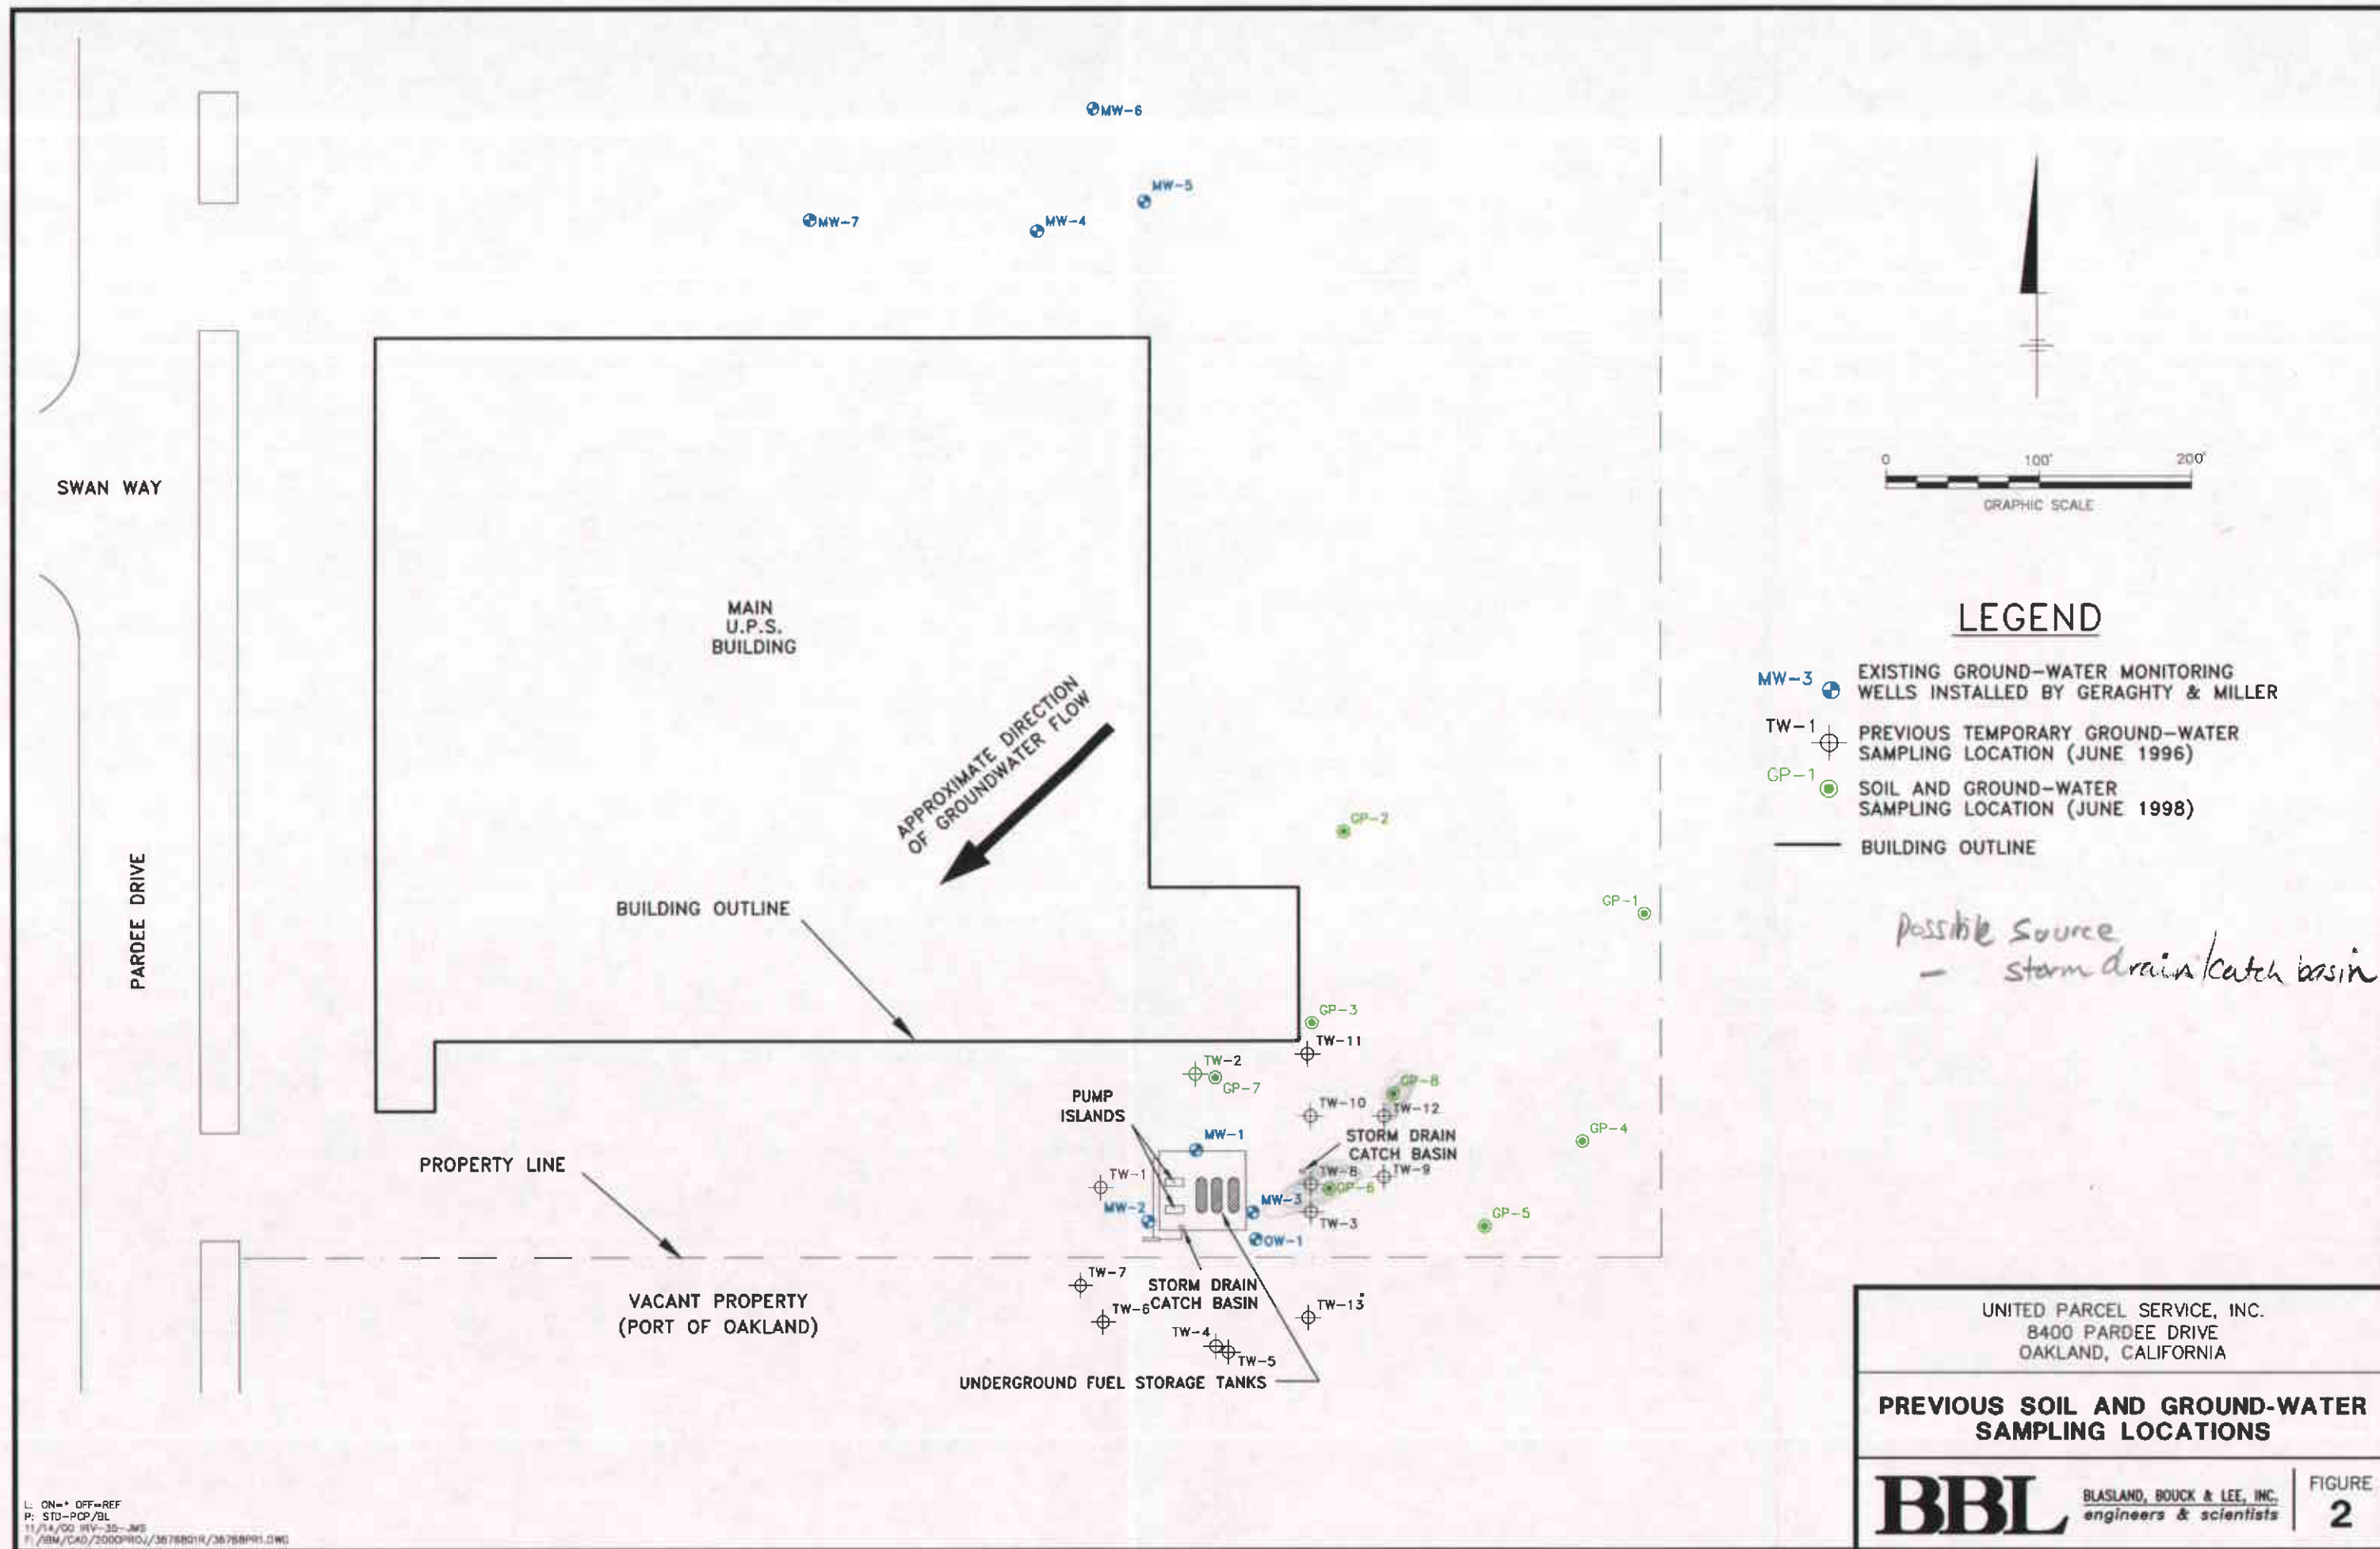 MW-6
MW-5
MW-7
MW-4
0 100' 200'
GRAPHIC SCALE
SWAN WAY
MAIN
U.P.S.
BUILDING
APPROXIMATE DIRECTION
OF GROUNDWATER FLOW
LEGEND
MW-3
EXISTING GROUND-WATER MONITORING
WELLS INSTALLED BY GERAGHTY & MILLER
TW-1
PREVIOUS TEMPORARY GROUND-WATER
SAMPLING LOCATION (JUNE 1996)
GP-1
SOIL AND GROUND-WATER
SAMPLING LOCATION (JUNE 1998)
BUILDING OUTLINE
Possible Source
— Storm drain/catch basin
GP-2
GP-1
PARDEE DRIVE
BUILDING OUTLINE
GP-3
TW-11
TW-2
GP-7
GP-8
PUMP
ISLANDS
TW-10
TW-12
MW-1
STORM DRAIN
CATCH BASIN
GP-4
PROPERTY LINE
TW-1
TW-8
TW-9
GP-6
MW-2
MW-3
TW-3
GP-5
OW-1
TW-7
STORM DRAIN
CATCH BASIN
VACANT PROPERTY
(PORT OF OAKLAND)
TW-6
TW-13
TW-4
TW-5
UNDERGROUND FUEL STORAGE TANKS
UNITED PARCEL SERVICE, INC.
8400 PARDEE DRIVE
OAKLAND, CALIFORNIA
PREVIOUS SOIL AND GROUND-WATER
SAMPLING LOCATIONS
BBL
BLASLAND, BOUCK & LEE, INC.
engineers & scientists
FIGURE
2
L: ON=* OFF=REF
P: STD-PCP/BL